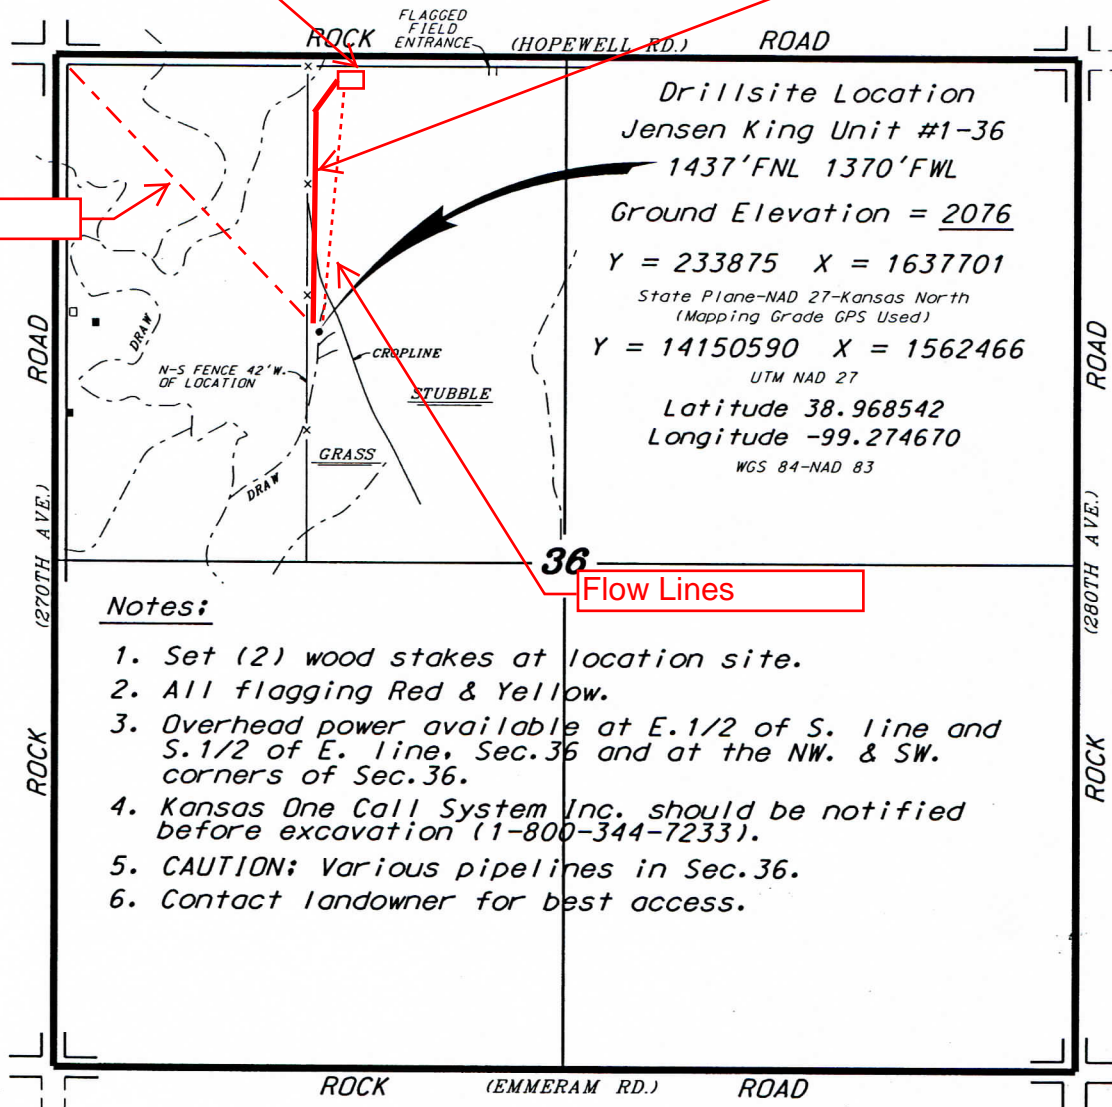 FLAGGED
FIELD
ENTRANCE
ROCK (HOPEWELL RD.) ROAD
Drillsite Location
Jensen King Unit #1-36
1437'FNL 1370'FWL
Ground Elevation = 2076
Y = 233875 X = 1637701
State Plane-NAD 27-Kansas North
(Mapping Grade GPS Used)
Y = 14150590 X = 1562466
UTM NAD 27
Latitude 38.968542
Longitude -99.274670
WGS 84-NAD 83
ROAD
(270TH AVE.)
ROCK
ROAD
(280TH AVE.)
ROCK
DRAW
N-S FENCE 42'W.
OF LOCATION
CROPLINE
STUBBLE
GRASS
DRAW
36
Flow Lines
Notes:
1. Set (2) wood stakes at location site.
2. All flagging Red & Yellow.
3. Overhead power available at E.1/2 of S. line and
S.1/2 of E. line, Sec.36 and at the NW. & SW.
corners of Sec.36.
4. Kansas One Call System Inc. should be notified
before excavation (1-800-344-7233).
5. CAUTION: Various pipelines in Sec.36.
6. Contact landowner for best access.
ROCK (EMMERAM RD.) ROAD